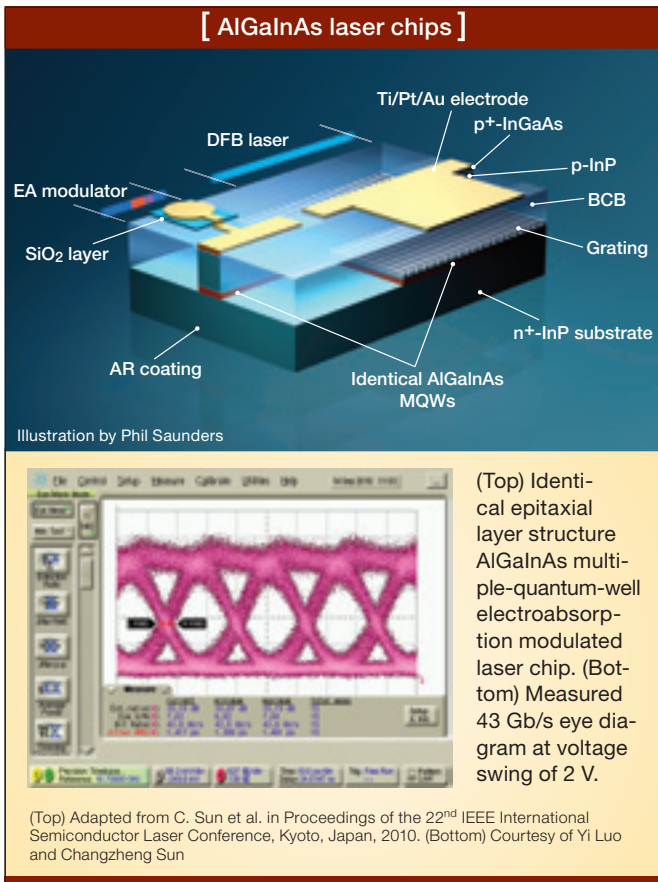 [ AlGaInAs laser chips ]
Ti/Pt/Au electrode
p+-InGaAs
DFB laser
p-InP
EA modulator
BCB
SiO2 layer
Grating
n+-InP substrate
AR coating
Identical AlGaInAs
MQWs
Illustration by Phil Saunders
File Control Setup Measure Calibrate Utilities Help
(Top) Identi-
cal epitaxial
layer structure
AlGaInAs multi-
ple-quantum-well
electroabsorp-
tion modulated
laser chip. (Bot-
tom) Measured
43 Gb/s eye dia-
gram at voltage
swing of 2 V.
Measure
(Top) Adapted from C. Sun et al. in Proceedings of the 22nd IEEE International
Semiconductor Laser Conference, Kyoto, Japan, 2010. (Bottom) Courtesy of Yi Luo
and Changzheng Sun